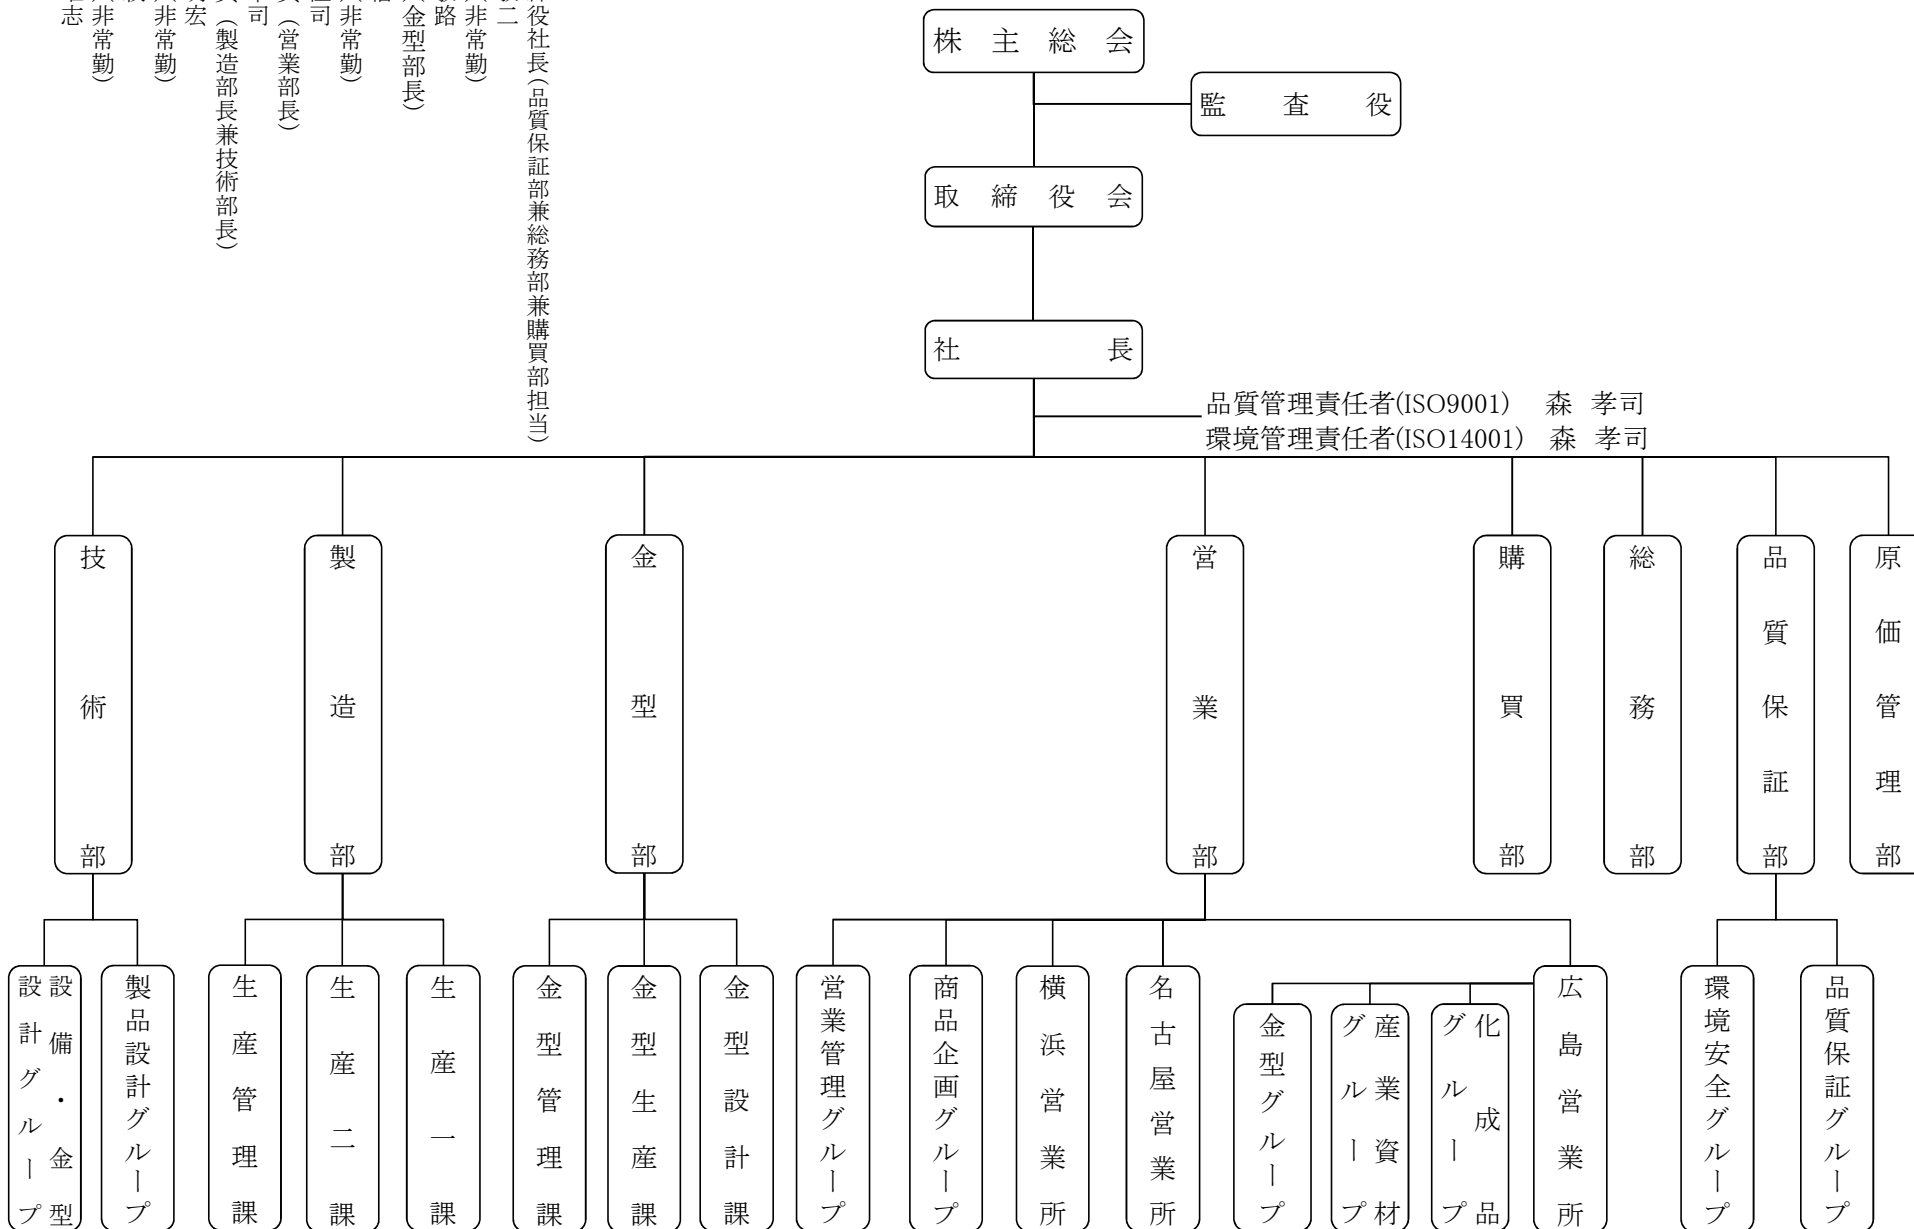 株主総会
監査役
取締役会
社長
品質管理責任者(ISO9001) 森 孝司
環境管理責任者(ISO14001) 森 孝司
役社長(品質保証部兼総務部兼購買部担当)
二
(非常勤)
路
(金型部長)
(非常勤)
司
(営業部長)
司
(製造部長兼技術部長)
宏
(非常勤)
(非常勤)
志
原価管理部
品質保証部
総務部
購買部
営業部
金型部
製造部
技術部
品質保証グループ
環境安全グループ
広島営業所
化成品
グループ
産業資材
グループ
金型グループ
名古屋営業所
横浜営業所
商品企画グループ
営業管理グループ
金型設計課
金型生産課
金型管理課
生産一課
生産二課
生産管理課
製品設計グループ
設備・金型
設計グループ